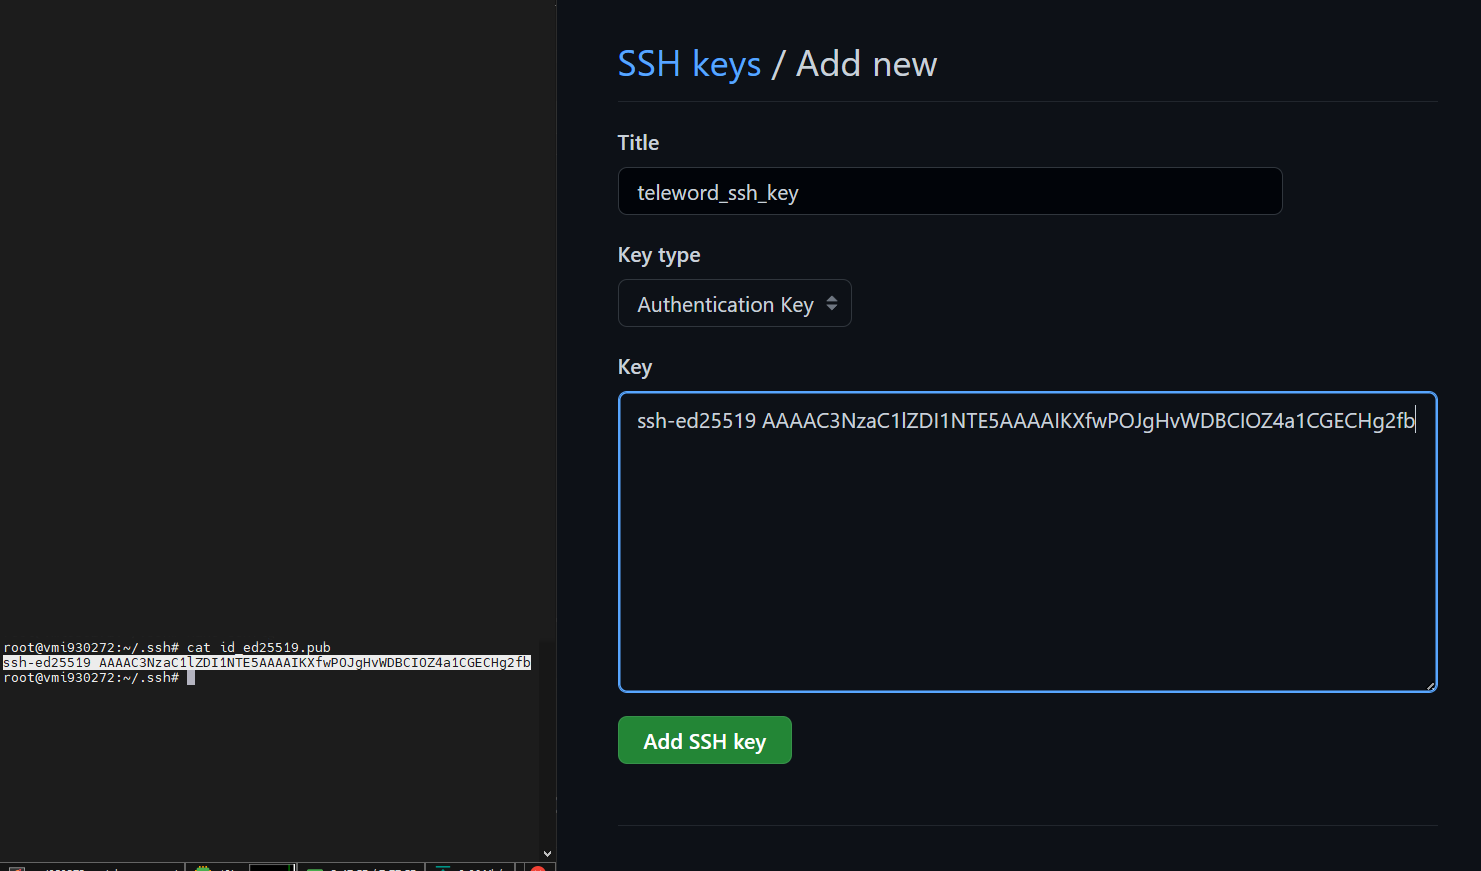 SSH keys / Add new
Title
teleword_ssh_key
Key type
Authentication Key
Key
ssh-ed25519 AAAAC3NzaC1lZDI1NTE5AAAAIKXfwPOJgHvWDBCIOZ4a1CGECHg2fb
Add SSH key
root@vmi930272:~/.ssh# cat id_ed25519.pub
ssh-ed25519 AAAAC3NzaC1lZDI1NTE5AAAAIKXfwPOJgHvWDBCIOZ4a1CGECHg2fb
root@vmi930272:~/.ssh#